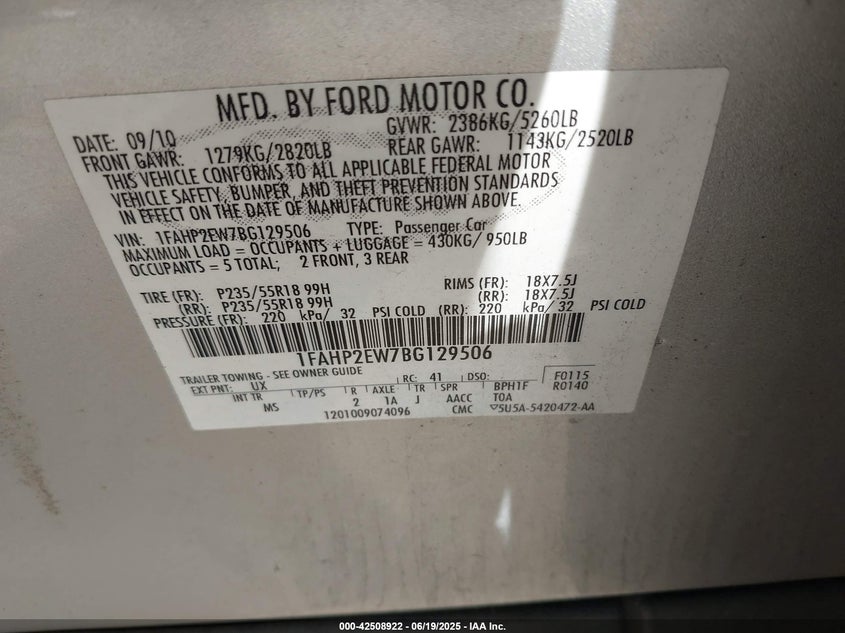 MFD. BY FORD MOTOR CO.
DATE: 09/10 GVWR: 2386KG/5260LB
FRONT GAWR: 1279KG/2820LB REAR GAWR: 1143KG/2520LB
THIS VEHICLE CONFORMS TO ALL APPLICABLE FEDERAL MOTOR
VEHICLE SAFETY, BUMPER, AND THEFT PREVENTION STANDARDS
IN EFFECT ON THE DATE OF MANUFACTURE SHOWN ABOVE.
VIN: 1FAHP2EW7BG129506 TYPE: Passenger Car
MAXIMUM LOAD = OCCUPANTS + LUGGAGE = 430KG/ 950LB
OCCUPANTS = 5 TOTAL; 2 FRONT, 3 REAR
TIRE (FR): P235/55R18 99H RIMS (FR): 18X7.5J
(RR): P235/55R18 99H (RR): 18X7.5J
PRESSURE (FR): 220 kPa/ 32 PSI COLD (RR): 220 kPa/ 32 PSI COLD
1FAHP2EW7BG129506
TRAILER TOWING - SEE OWNER GUIDE RC: 41 DSO: F0115
EXT PNT: UX R0140
INT TR TP/PS R AXLE TR SPR BPH1F
MS 2 1A J AACC TOA
1201009074096 CMC ▽5U5A-5420472-AA
000-42508922 / 06/19/2025 - IAA Inc.